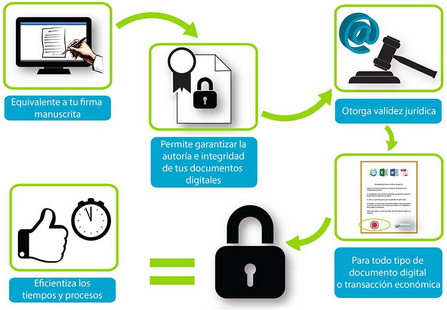 Equivalente a tu firma
manuscrita
Permite garantizar la
autoría e integridad
de tus documentos
digitales
@
Otorga validez jurídica
Para todo tipo de
documento digital
o transacción económica
=
Eficientiza los
tiempos y procesos